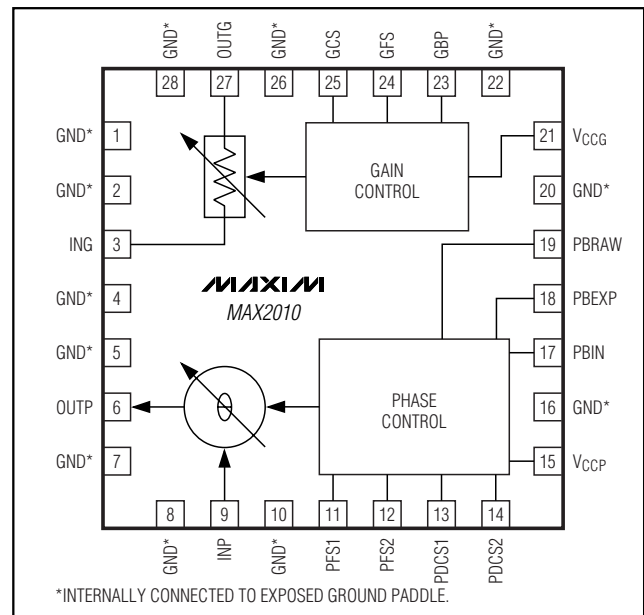 GND*
OUTG
GND*
GCS
GFS
GBP
GND*
28
27
26
25
24
23
22
GND* 1
GND* 2
ING 3
GND* 4
GND* 5
OUTP 6
GND* 7
21 VCCG
20 GND*
19 PBRAW
18 PBEXP
17 PBIN
16 GND*
15 VCCP
GAIN
CONTROL
MAXIM
MAX2010
θ
PHASE
CONTROL
8
9
10
11
12
13
14
GND*
INP
GND*
PFS1
PFS2
PDCS1
PDCS2
*INTERNALLY CONNECTED TO EXPOSED GROUND PADDLE.